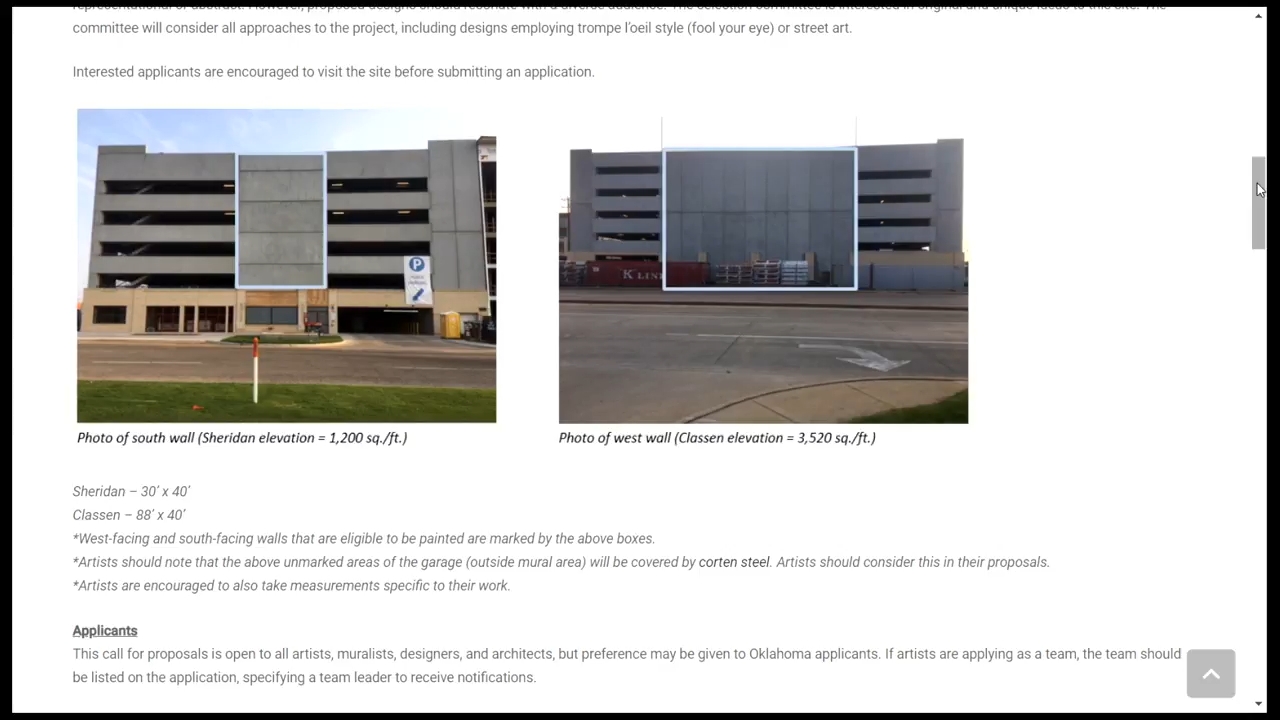 committee will consider all approaches to the project, including designs employing trompe l'oeil style (fool your eye) or street art.
Interested applicants are encouraged to visit the site before submitting an application.
P
K LINE
Photo of south wall (Sheridan elevation = 1,200 sq./ft.)
Photo of west wall (Classen elevation = 3,520 sq./ft.)
Sheridan – 30’ x 40’
Classen – 88’ x 40’
*West-facing and south-facing walls that are eligible to be painted are marked by the above boxes.
*Artists should note that the above unmarked areas of the garage (outside mural area) will be covered by corten steel. Artists should consider this in their proposals.
*Artists are encouraged to also take measurements specific to their work.
Applicants
This call for proposals is open to all artists, muralists, designers, and architects, but preference may be given to Oklahoma applicants. If artists are applying as a team, the team should
be listed on the application, specifying a team leader to receive notifications.